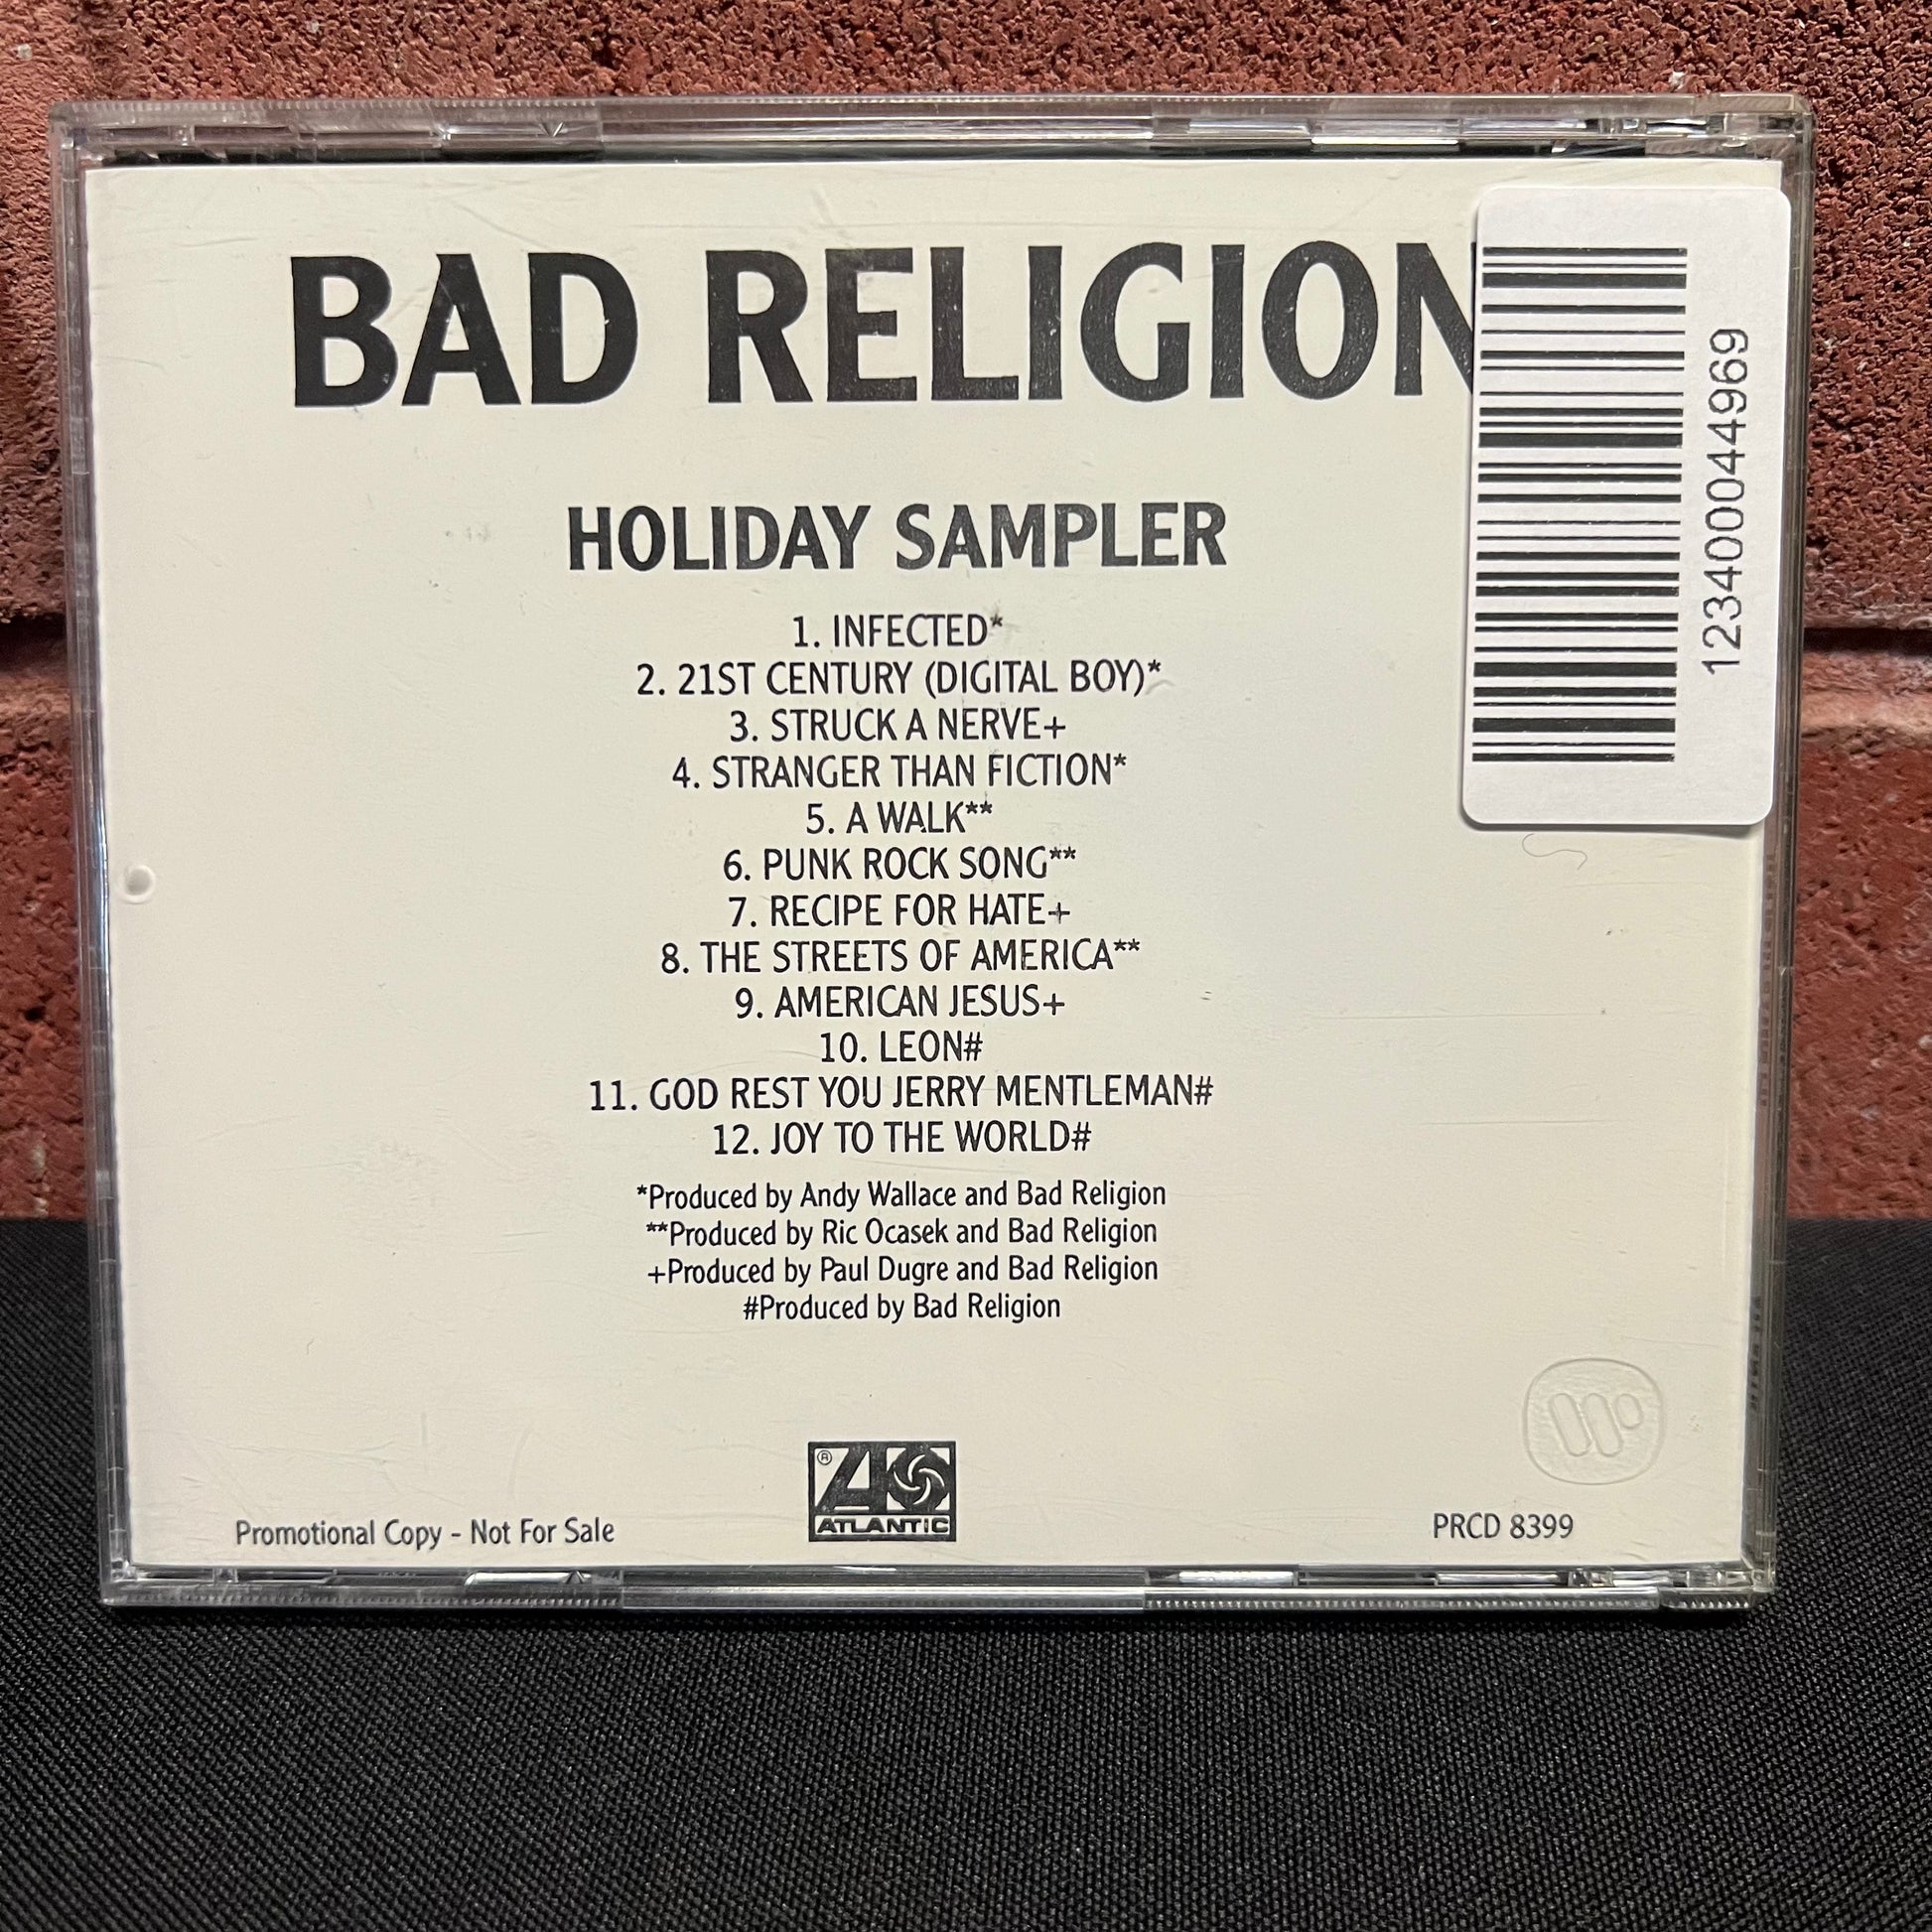 BAD RELIGION
HOLIDAY SAMPLER
1. INFECTED*
2. 21ST CENTURY (DIGITAL BOY)*
3. STRUCK A NERVE+
4. STRANGER THAN FICTION*
5. A WALK**
6. PUNK ROCK SONG**
7. RECIPE FOR HATE+
8. THE STREETS OF AMERICA**
9. AMERICAN JESUS+
10. LEON#
11. GOD REST YOU JERRY MENTLEMAN#
12. JOY TO THE WORLD#
*Produced by Andy Wallace and Bad Religion
**Produced by Ric Ocasek and Bad Religion
+Produced by Paul Dugre and Bad Religion
#Produced by Bad Religion
Promotional Copy - Not For Sale
®
ATLANTIC
PRCD 8399
1234000044969